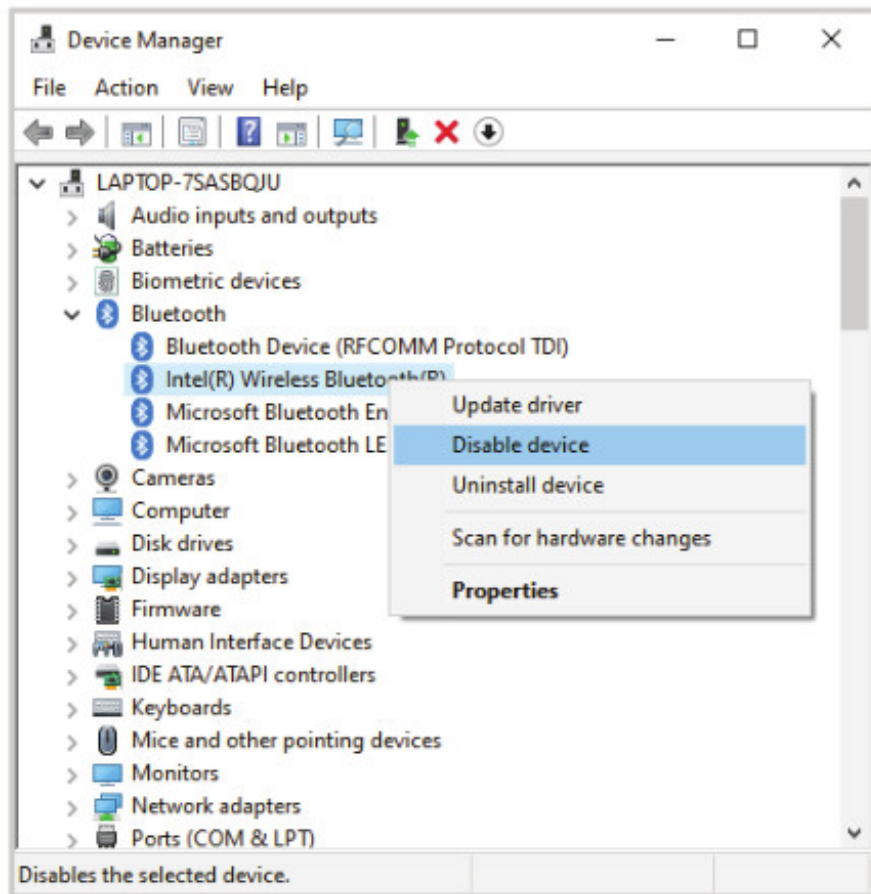 Device Manager
File Action View Help
LAPTOP-7SASBQJU
Audio inputs and outputs
Batteries
Biometric devices
Bluetooth
Bluetooth Device (RFCOMM Protocol TDI)
Intel(R) Wireless Bluetooth(R)
Microsoft Bluetooth En
Microsoft Bluetooth LE
Update driver
Disable device
Uninstall device
Scan for hardware changes
Properties
Cameras
Computer
Disk drives
Display adapters
Firmware
Human Interface Devices
IDE ATA/ATAPI controllers
Keyboards
Mice and other pointing devices
Monitors
Network adapters
Ports (COM & LPT)
Disables the selected device.